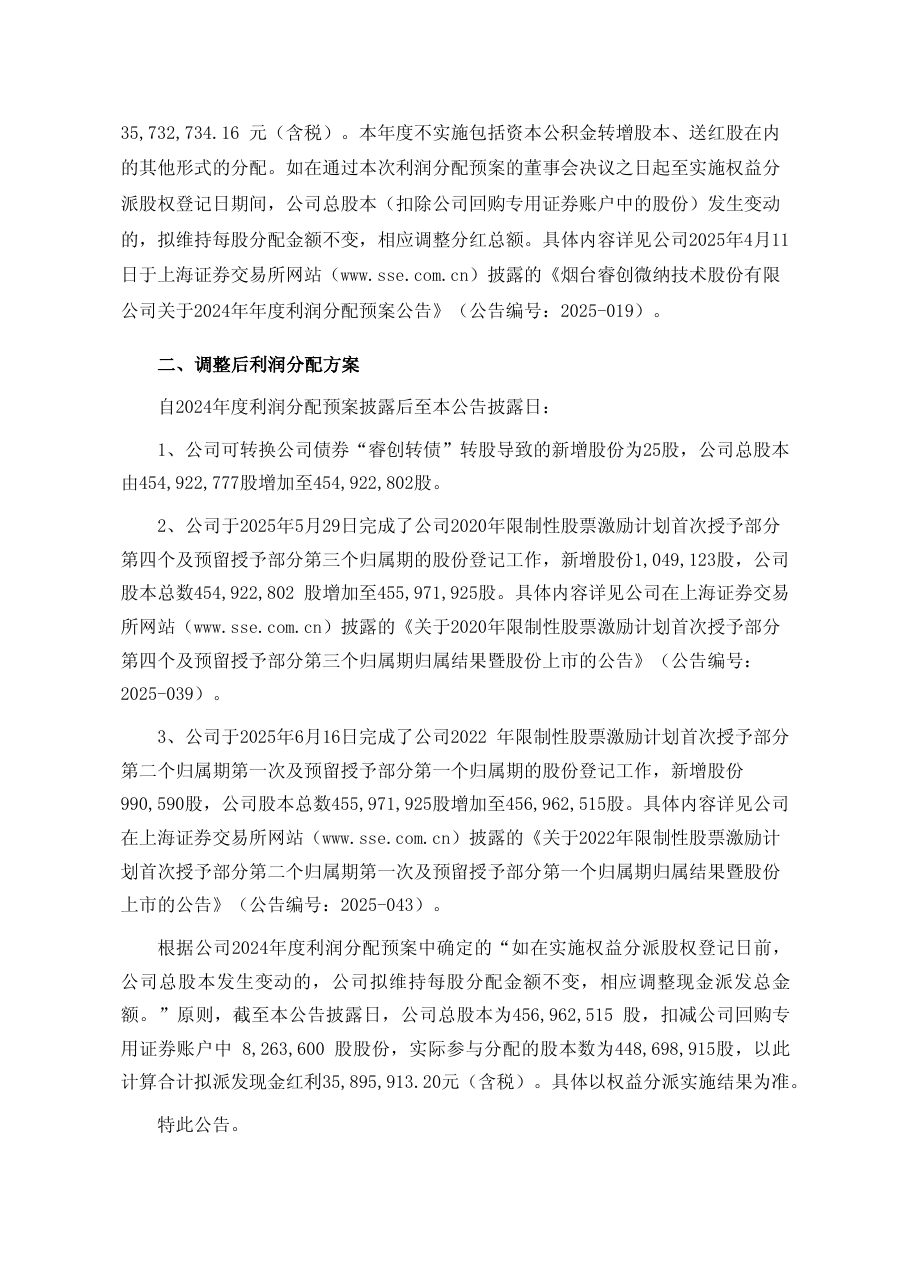 35,732,734.16 元（含税）。本年度不实施包括资本公积金转增股本、送红股在内
的其他形式的分配。如在通过本次利润分配预案的董事会决议之日起至实施权益分
派股权登记日期间，公司总股本（扣除公司回购专用证券账户中的股份）发生变动
的，拟维持每股分配金额不变，相应调整分红总额。具体内容详见公司2025年4月11
日于上海证券交易所网站（www.sse.com.cn）披露的《烟台睿创微纳技术股份有限
公司关于2024年年度利润分配预案公告》（公告编号：2025-019）。
二、调整后利润分配方案
自2024年度利润分配预案披露后至本公告披露日：
1、公司可转换公司债券“睿创转债”转股导致的新增股份为25股，公司总股本
由454,922,777股增加至454,922,802股。
2、公司于2025年5月29日完成了公司2020年限制性股票激励计划首次授予部分
第四个及预留授予部分第三个归属期的股份登记工作，新增股份1,049,123股，公司
股本总数454,922,802 股增加至455,971,925股。具体内容详见公司在上海证券交易
所网站（www.sse.com.cn）披露的《关于2020年限制性股票激励计划首次授予部分
第四个及预留授予部分第三个归属期归属结果暨股份上市的公告》（公告编号：
2025-039）。
3、公司于2025年6月16日完成了公司2022 年限制性股票激励计划首次授予部分
第二个归属期第一次及预留授予部分第一个归属期的股份登记工作，新增股份
990,590股，公司股本总数455,971,925股增加至456,962,515股。具体内容详见公司
在上海证券交易所网站（www.sse.com.cn）披露的《关于2022年限制性股票激励计
划首次授予部分第二个归属期第一次及预留授予部分第一个归属期归属结果暨股份
上市的公告》（公告编号：2025-043）。
根据公司2024年度利润分配预案中确定的“如在实施权益分派股权登记日前，
公司总股本发生变动的，公司拟维持每股分配金额不变，相应调整现金派发总金
额。”原则，截至本公告披露日，公司总股本为456,962,515 股，扣减公司回购专
用证券账户中 8,263,600 股股份，实际参与分配的股本数为448,698,915股，以此
计算合计拟派发现金红利35,895,913.20元（含税）。具体以权益分派实施结果为准。
特此公告。